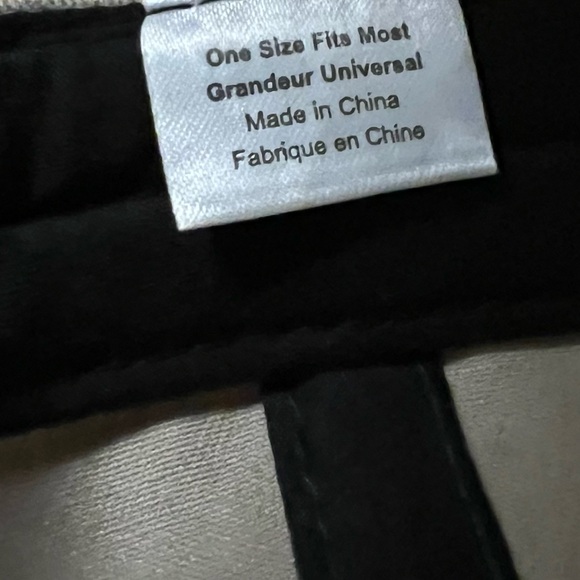 One Size Fits Most
Grandeur Universal
Made in China
Fabrique en Chine